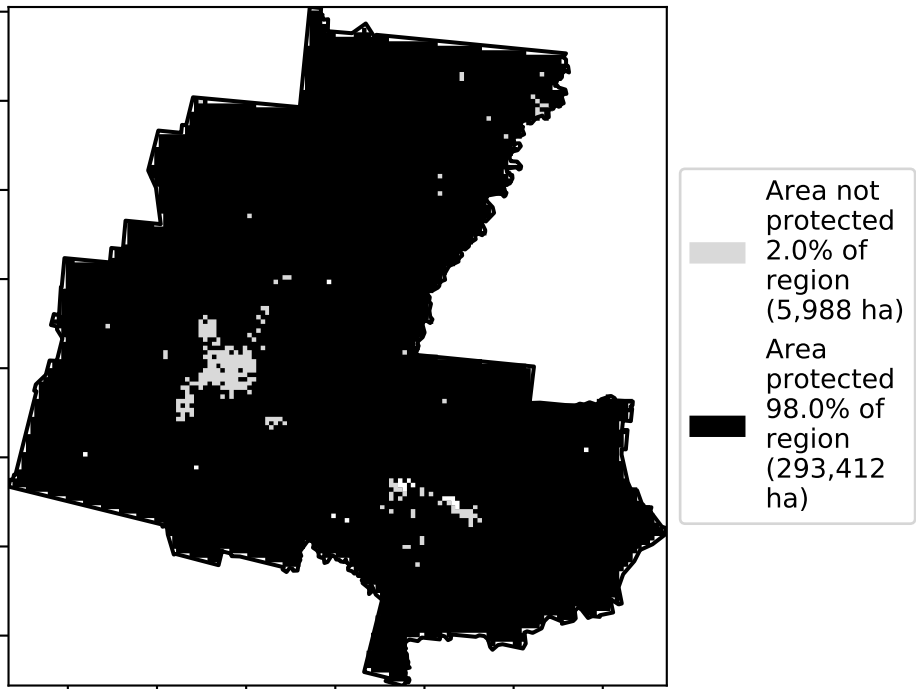 Area not
protected
2.0% of
region
(5,988 ha)
Area
protected
98.0% of
region
(293,412
ha)